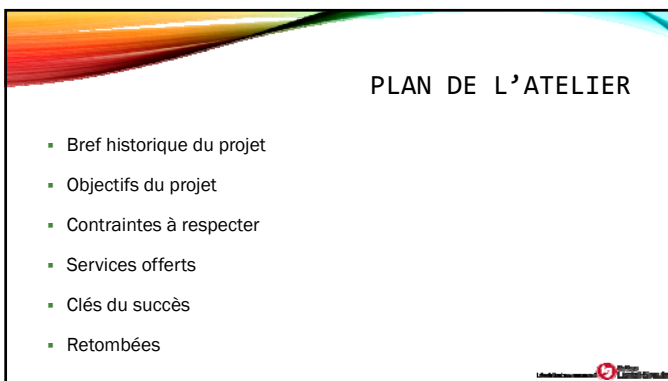 PLAN DE L’ATELIER
▪ Bref historique du projet
▪ Objectifs du projet
▪ Contraintes à respecter
▪ Services offerts
▪ Clés du succès
▪ Retombées